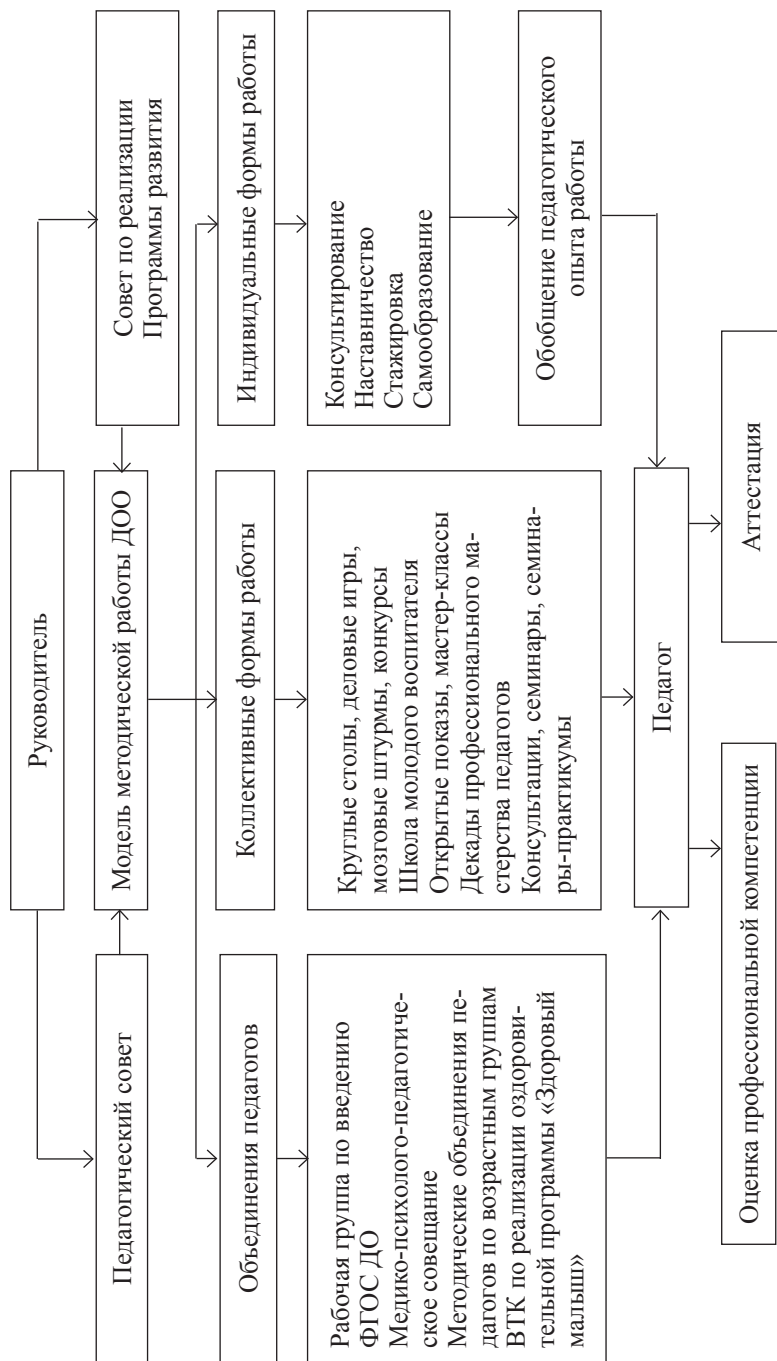 Руководитель
Педагогический совет
Модель методической работы ДОО
Совет по реализации
Программы развития
Объединения педагогов
Коллективные формы работы
Индивидуальные формы работы
Рабочая группа по введению
ФГОС ДО
Медико-психолого-педагогиче-
ское совещание
Методические объединения пе-
дагогов по возрастным группам
ВТК по реализации оздорови-
тельной программы «Здоровый
малыш»
Круглые столы, деловые игры,
мозговые штурмы, конкурсы
Школа молодого воспитателя
Открытые показы, мастер-классы
Декады профессионального ма-
стерства педагогов
Консультации, семинары, семина-
ры-практикумы
Консультирование
Наставничество
Стажировка
Самообразование
Обобщение педагогического
опыта работы
Педагог
Оценка профессиональной компетенции
Аттестация